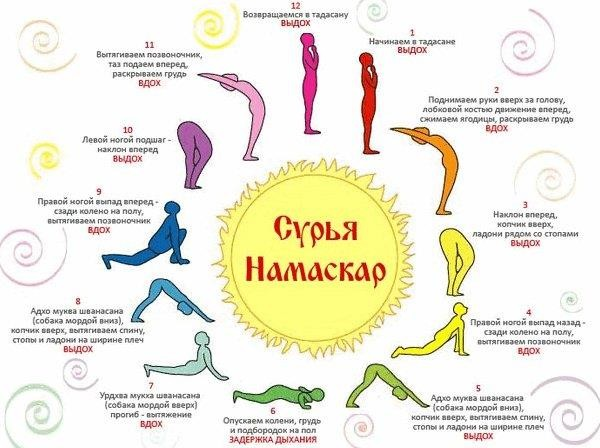 12
Возвращаемся в тадасану
ВЫДОХ
1
Начинаем в тадасане
ВЫДОХ
2
Поднимаем руки вверх за голову,
лобковой костью движение вперед,
сжимаем ягодицы, раскрываем грудь
ВДОХ
3
Наклон вперед,
копчик вверх,
ладони рядом со стопами
ВЫДОХ
4
Правой ногой выпад назад -
сзади колено на полу,
вытягиваем позвоночник
ВДОХ
5
Адхо муква шванасана
(собака мордой вниз),
копчик вверх, вытягиваем спину,
стопы и ладони на ширине плеч
ВЫДОХ
6
Опускаем колени, грудь
и подбородок на пол
ЗАДЕРЖКА ДЫХАНИЯ
7
Урдхва мукха шванасана
(собака мордой вверх)
прогиб - вытяжение
ВДОХ
8
Адхо муква шванасана
(собака мордой вниз),
копчик вверх, вытягиваем спину,
стопы и ладони на ширине плеч
ВЫДОХ
9
Правой ногой выпад вперед -
сзади колено на полу,
вытягиваем позвоночник
ВДОХ
10
Левой ногой подшаг -
наклон вперед
ВЫДОХ
11
Вытягиваем позвоночник,
таз подаем вперед,
раскрываем грудь
ВДОХ
Сурья
Намаскар